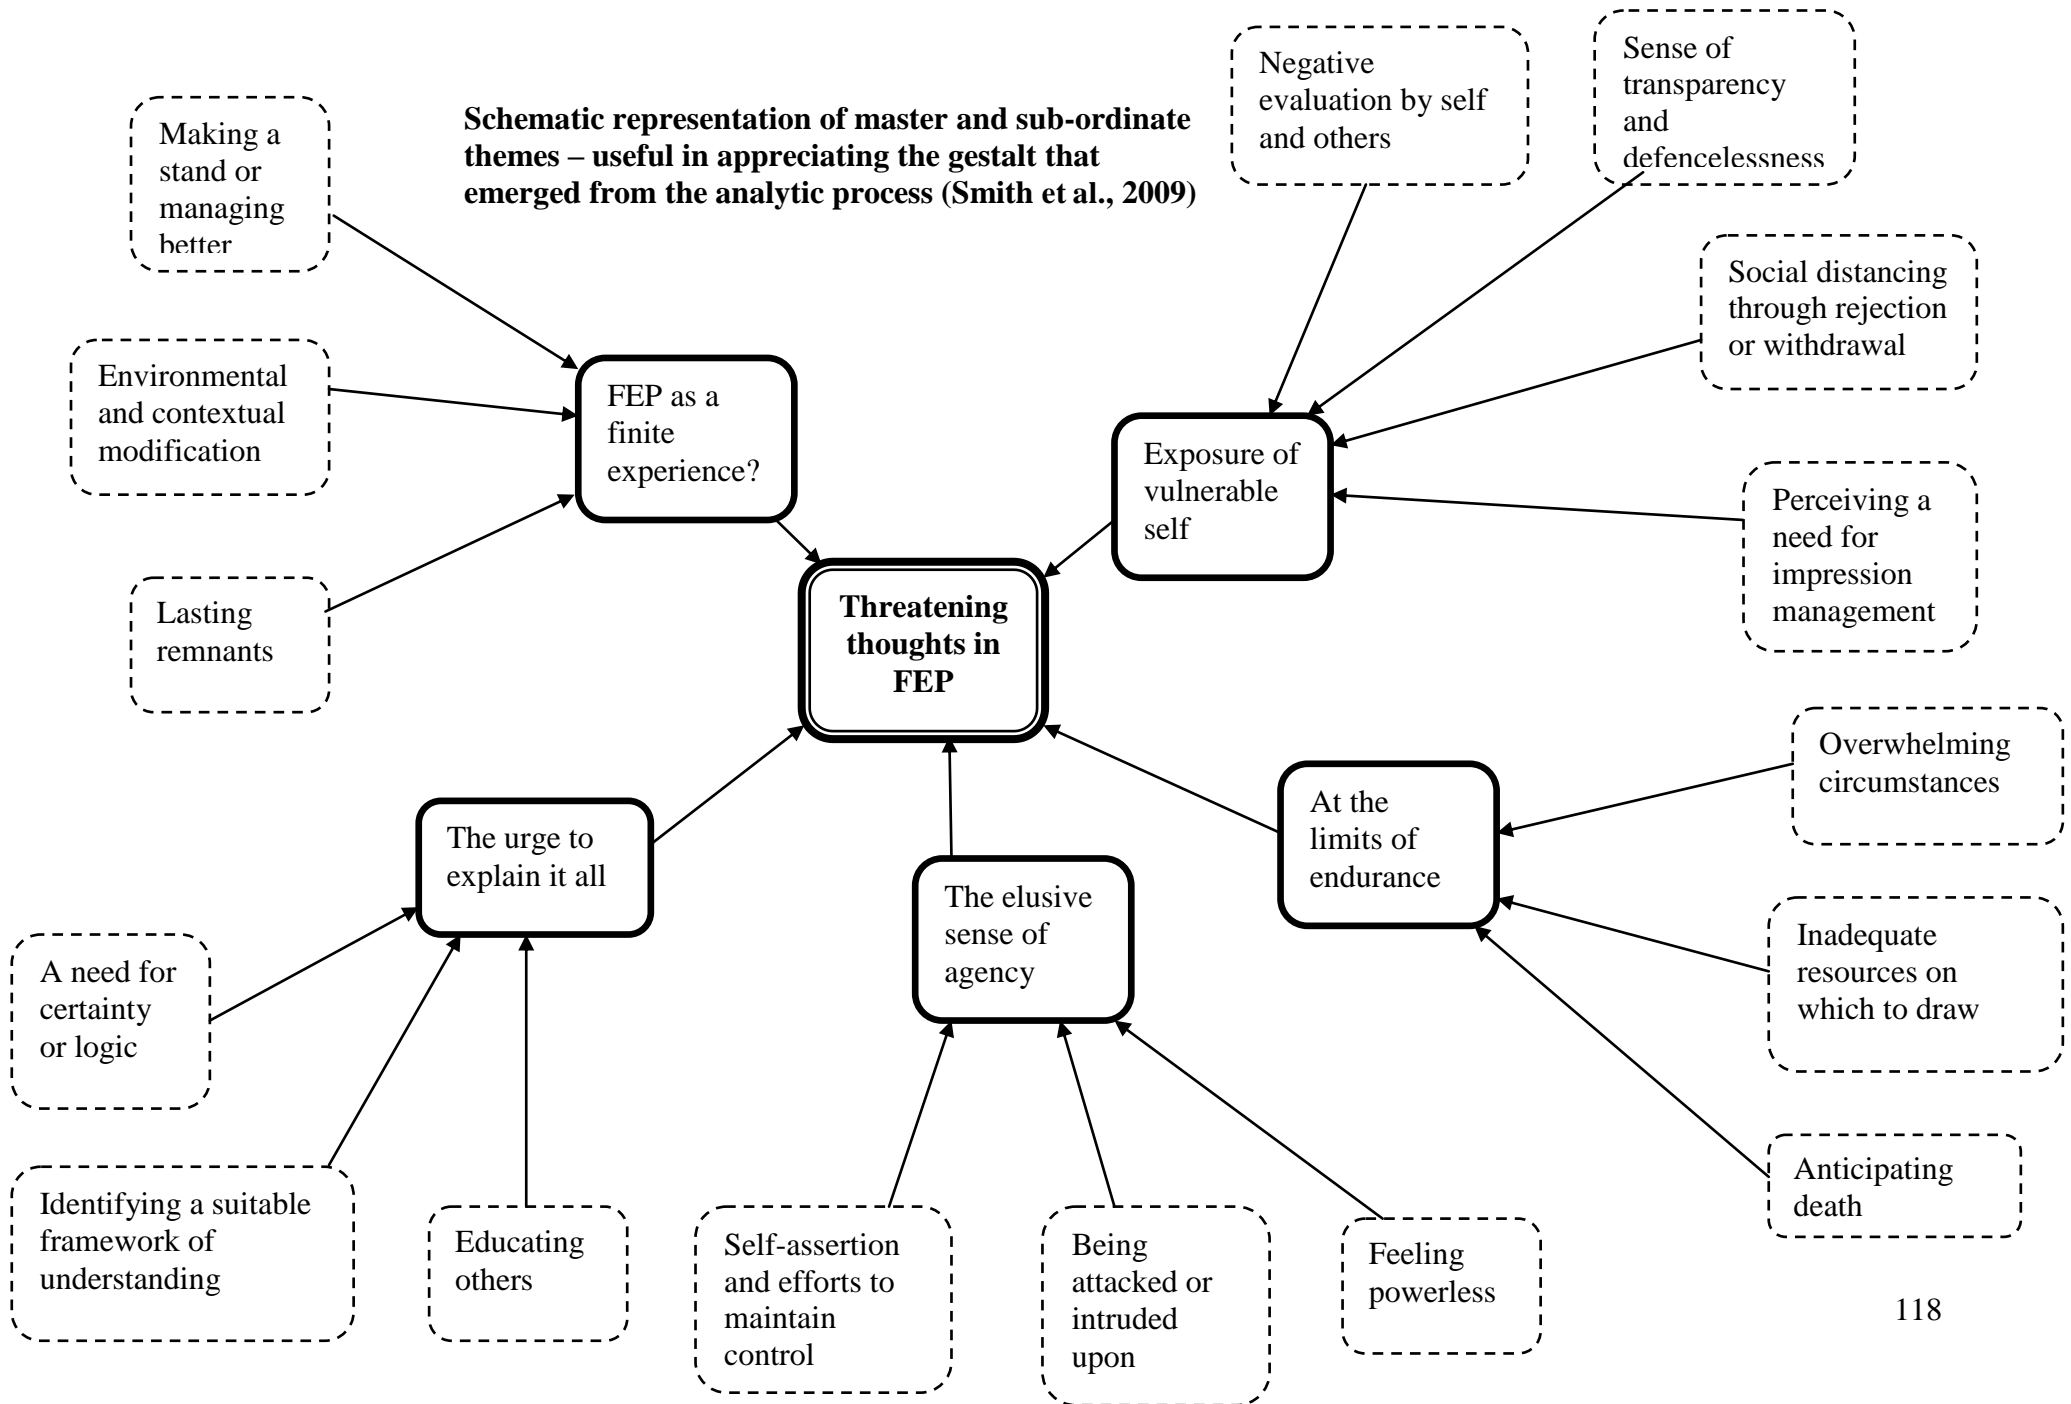 Schematic representation of master and sub-ordinate
themes – useful in appreciating the gestalt that
emerged from the analytic process (Smith et al., 2009)
Making a
stand or
managing
better
Environmental
and contextual
modification
Lasting
remnants
FEP as a
finite
experience?
Negative
evaluation by self
and others
Sense of
transparency
and
defencelessness
Social distancing
through rejection
or withdrawal
Perceiving a
need for
impression
management
Exposure of
vulnerable
self
Threatening
thoughts in
FEP
The urge to
explain it all
A need for
certainty
or logic
Identifying a suitable
framework of
understanding
Educating
others
The elusive
sense of
agency
Self-assertion
and efforts to
maintain
control
Being
attacked or
intruded
upon
Feeling
powerless
At the
limits of
endurance
Overwhelming
circumstances
Inadequate
resources on
which to draw
Anticipating
death
118